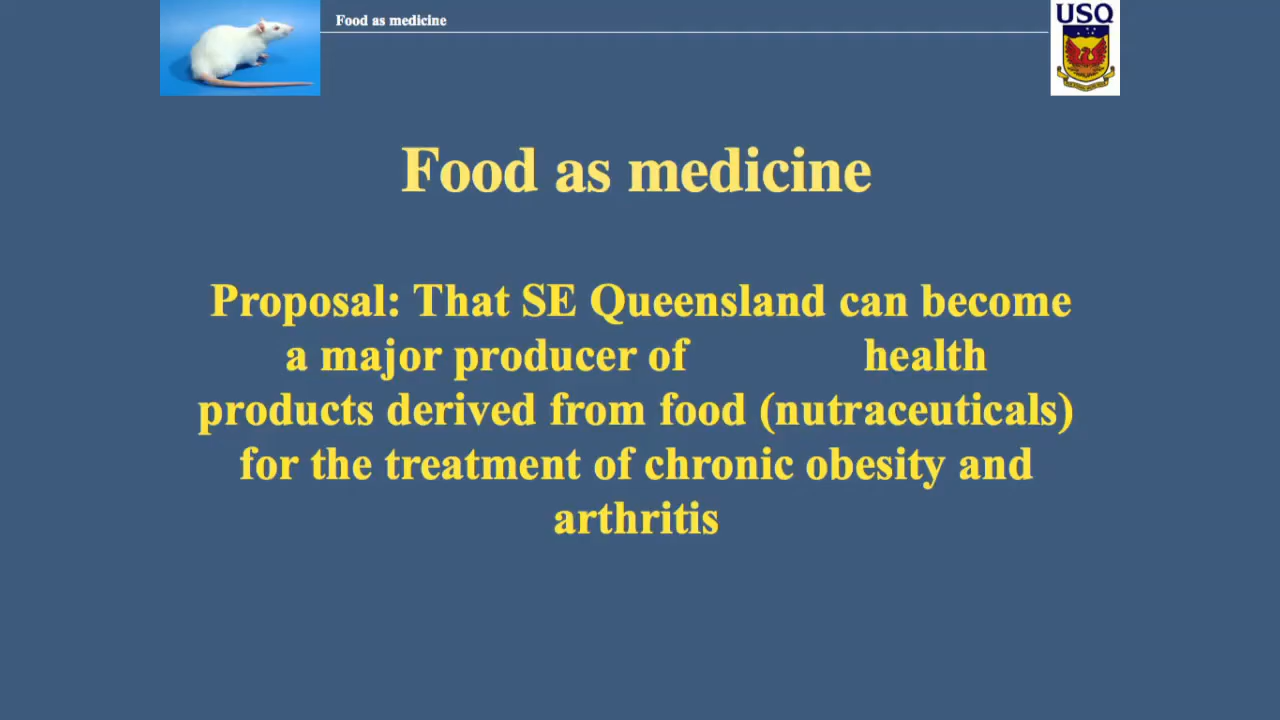 Food as medicine
USQ
Food as medicine
Proposal: That SE Queensland can become
a major producer of health
products derived from food (nutraceuticals)
for the treatment of chronic obesity and
arthritis